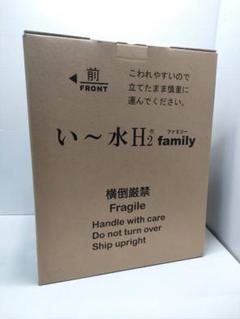 前
FRONT
こわれやすいので
立てたまま慎重に
運んでください。
い〜水H2 family
ファミリー
横倒厳禁
Fragile
Handle with care
Do not turn over
Ship upright